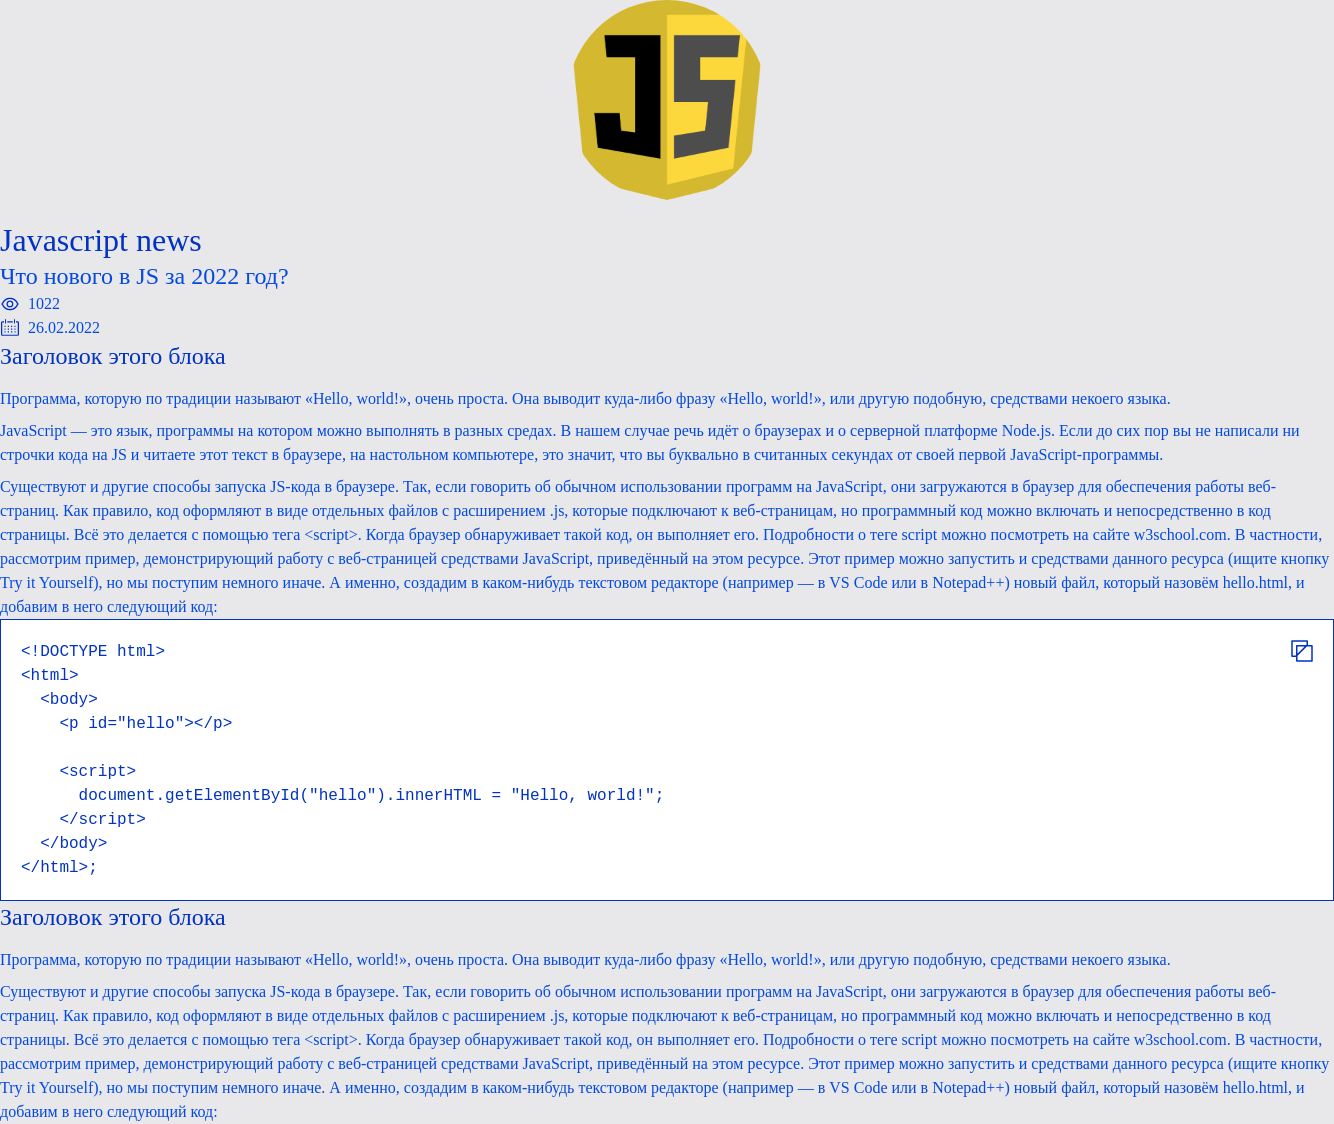 JS
Javascript news
Что нового в JS за 2022 год?
1022
26.02.2022
Заголовок этого блока
Программа, которую по традиции называют «Hello, world!», очень проста. Она выводит куда-либо фразу «Hello, world!», или другую подобную, средствами некоего языка.
JavaScript — это язык, программы на котором можно выполнять в разных средах. В нашем случае речь идёт о браузерах и о серверной платформе Node.js. Если до сих пор вы не написали ни
строчки кода на JS и читаете этот текст в браузере, на настольном компьютере, это значит, что вы буквально в считанных секундах от своей первой JavaScript-программы.
Существуют и другие способы запуска JS-кода в браузере. Так, если говорить об обычном использовании программ на JavaScript, они загружаются в браузер для обеспечения работы веб-
страниц. Как правило, код оформляют в виде отдельных файлов с расширением .js, которые подключают к веб-страницам, но программный код можно включать и непосредственно в код
страницы. Всё это делается с помощью тега <script>. Когда браузер обнаруживает такой код, он выполняет его. Подробности о теге script можно посмотреть на сайте w3school.com. В частности,
рассмотрим пример, демонстрирующий работу с веб-страницей средствами JavaScript, приведённый на этом ресурсе. Этот пример можно запустить и средствами данного ресурса (ищите кнопку
Try it Yourself), но мы поступим немного иначе. А именно, создадим в каком-нибудь текстовом редакторе (например — в VS Code или в Notepad++) новый файл, который назовём hello.html, и
добавим в него следующий код:
<!DOCTYPE html>
<html>
  <body>
    <p id="hello"></p>
    <script>
      document.getElementById("hello").innerHTML = "Hello, world!";
    </script>
  </body>
</html>;
Заголовок этого блока
Программа, которую по традиции называют «Hello, world!», очень проста. Она выводит куда-либо фразу «Hello, world!», или другую подобную, средствами некоего языка.
Существуют и другие способы запуска JS-кода в браузере. Так, если говорить об обычном использовании программ на JavaScript, они загружаются в браузер для обеспечения работы веб-
страниц. Как правило, код оформляют в виде отдельных файлов с расширением .js, которые подключают к веб-страницам, но программный код можно включать и непосредственно в код
страницы. Всё это делается с помощью тега <script>. Когда браузер обнаруживает такой код, он выполняет его. Подробности о теге script можно посмотреть на сайте w3school.com. В частности,
рассмотрим пример, демонстрирующий работу с веб-страницей средствами JavaScript, приведённый на этом ресурсе. Этот пример можно запустить и средствами данного ресурса (ищите кнопку
Try it Yourself), но мы поступим немного иначе. А именно, создадим в каком-нибудь текстовом редакторе (например — в VS Code или в Notepad++) новый файл, который назовём hello.html, и
добавим в него следующий код: